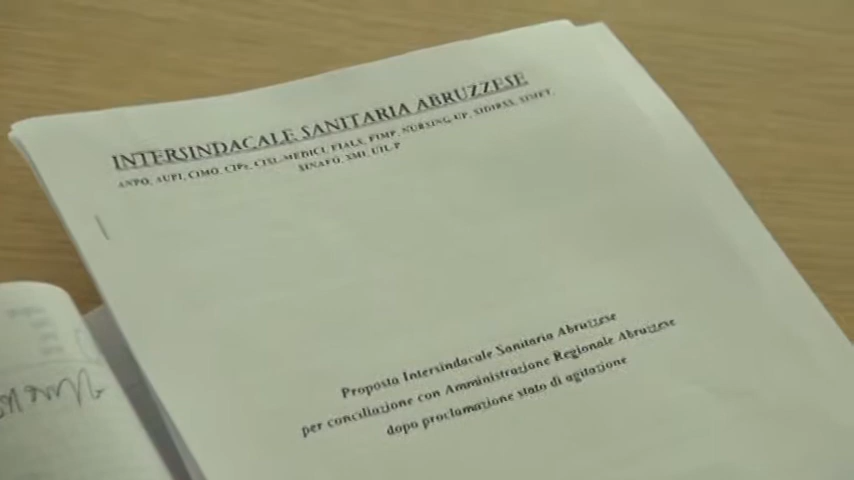 INTERSINDACALE SANITARIA ABRUZZESE
ANPO, AUPI, CIMO, CIPe, CISL MEDICI, FIALS, FIMP, NURSING UP, SIDIRSS, SIMET,
SINAFO, XMI, UIL P
Proposta Intersindacale Sanitaria Abruzzese
per conciliazione con Amministrazione Regionale Abruzzese
dopo proclamazione stato di agitazione